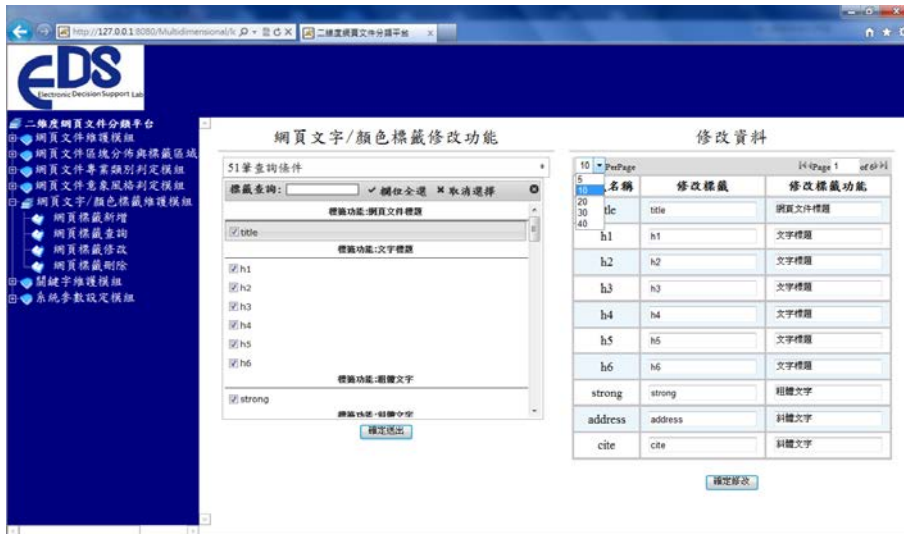 http://127.0.0.1:8080/Multidimensional/k
二維度網頁文件分類平台
EDS
Electronic Decision Support Lab
二維度網頁文件分類平台
網頁文件維護模組
網頁文件區塊分佈與標籤區域
網頁文件專業類別判定模組
網頁文件意象風格判定模組
網頁文字/顏色標籤維護模組
網頁標籤新增
網頁標籤查詢
網頁標籤修改
網頁標籤刪除
關鍵字維護模組
系統參數設定模組
網頁文字/顏色標籤修改功能
51筆查詢條件
標籤查詢: 欄位全選 取消選擇
標籤功能:網頁文件標題
title
標籤功能:文字標題
h1
h2
h3
h4
h5
h6
標籤功能:粗體文字
strong
標籤功能:斜體文字
確定送出
修改資料
10 PerPage Page 1 of 6
5
10
20
30
40
名稱 修改標籤 修改標籤功能
tle title 網頁文件標題
h1 h1 文字標題
h2 h2 文字標題
h3 h3 文字標題
h4 h4 文字標題
h5 h5 文字標題
h6 h6 文字標題
strong strong 粗體文字
address address 斜體文字
cite cite 斜體文字
確定修改